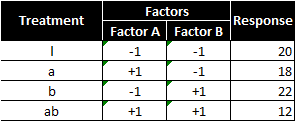 Treatment Factors Response
Factor A Factor B
l -1 -1 20
a +1 -1 18
b -1 +1 22
ab +1 +1 12